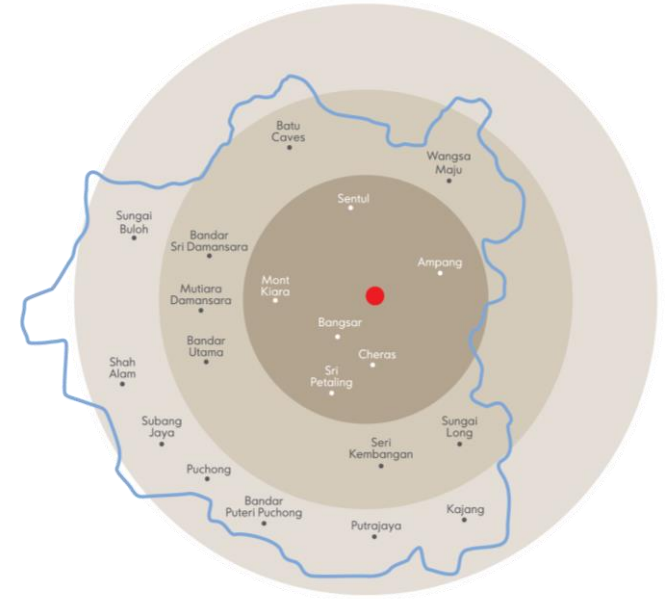 Batu
Caves
Wangsa
Maju
Sentul
Sungai
Buloh
Bandar
Sri Damansara
Ampang
Mont
Kiara
Mutiara
Damansara
Bangsar
Bandar
Utama
Cheras
Shah
Alam
Sri
Petaling
Subang
Jaya
Sungai
Long
Seri
Kembangan
Puchong
Bandar
Puteri Puchong
Kajang
Putrajaya